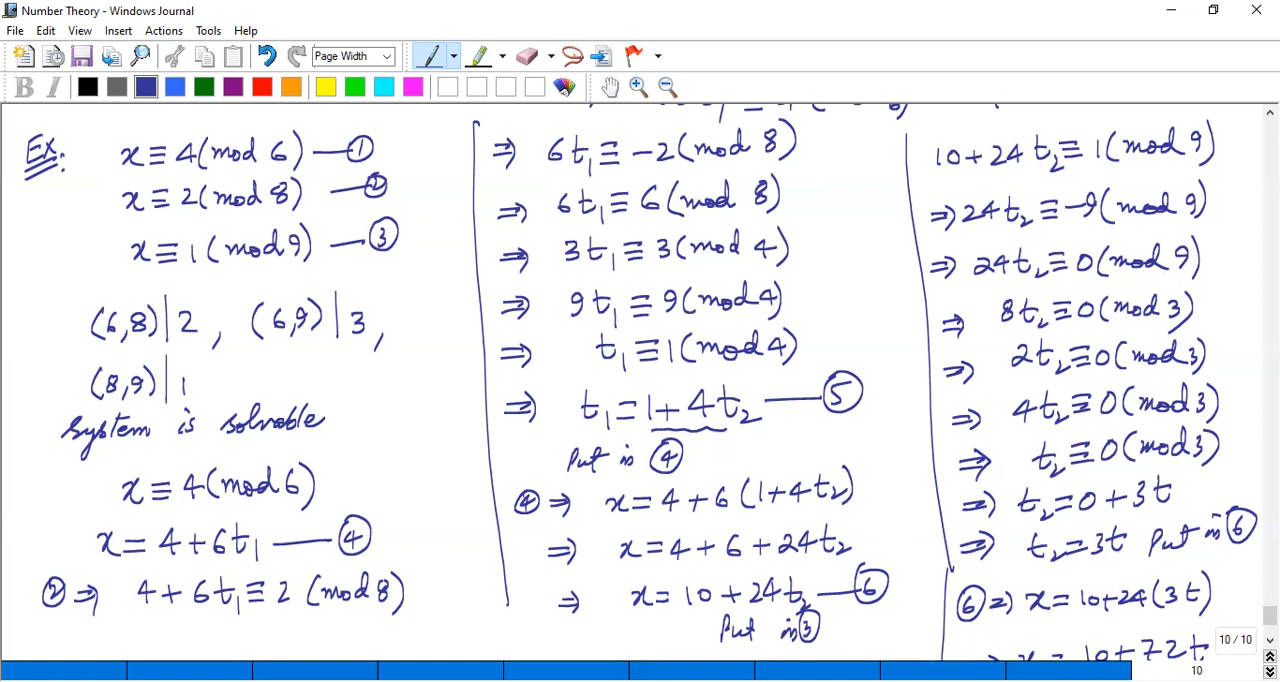 Number Theory - Windows Journal
File Edit View Insert Actions Tools Help
Page Width
B I
Ex:
x ≡ 4(mod 6) —①
x ≡ 2(mod 8) —②
x ≡ 1(mod 9) —③
(6,8)|2, (6,9)|3,
(8,9)|1
System is solvable
x ≡ 4(mod 6)
x = 4+6t₁ —④
② ⇒ 4+6t₁ ≡ 2 (mod 8)
⇒ 6t₁ ≡ -2(mod 8)
⇒ 6t₁ ≡ 6(mod 8)
⇒ 3t₁ ≡ 3(mod 4)
⇒ 9t₁ ≡ 9(mod 4)
⇒ t₁ ≡ 1(mod 4)
⇒ t₁ = 1+4t₂ —⑤
Put in ④
④ ⇒ x = 4+6(1+4t₂)
⇒ x = 4+6+24t₂
⇒ x = 10+24t₂ —⑥
Put in ③
10+24t₂ ≡ 1(mod 9)
⇒ 24t₂ ≡ -9(mod 9)
⇒ 24t₂ ≡ 0(mod 9)
⇒ 8t₂ ≡ 0(mod 3)
⇒ 2t₂ ≡ 0(mod 3)
⇒ 4t₂ ≡ 0(mod 3)
⇒ t₂ ≡ 0(mod 3)
⇒ t₂ = 0+3t
⇒ t₂ = 3t Put in ⑥
⑥ ⇒ x = 10+24(3t)
⇒ x = 10+72t
10 / 10
10